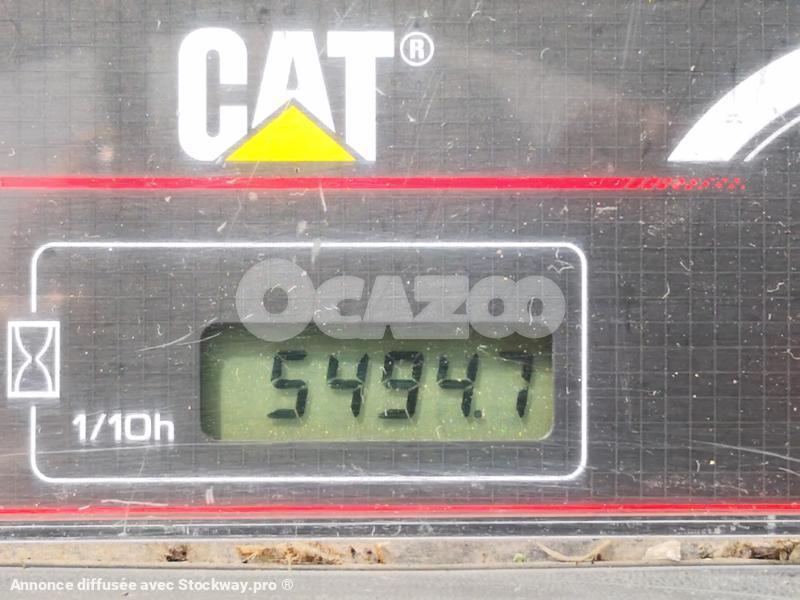 CAT®
OCAZOO
5494.7
1/10h
Annonce diffusée avec Stockway.pro ®